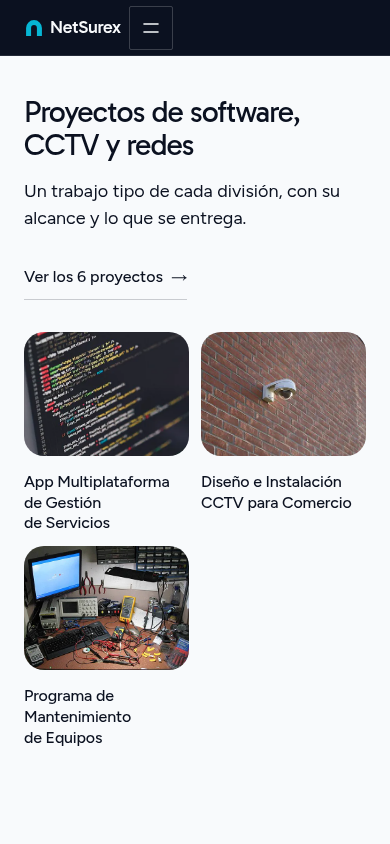 NetSurex
Proyectos de software,
CCTV y redes
Un trabajo tipo de cada división, con su
alcance y lo que se entrega.
Ver los 6 proyectos →
App Multiplataforma
de Gestión
de Servicios
Diseño e Instalación
CCTV para Comercio
Programa de
Mantenimiento
de Equipos